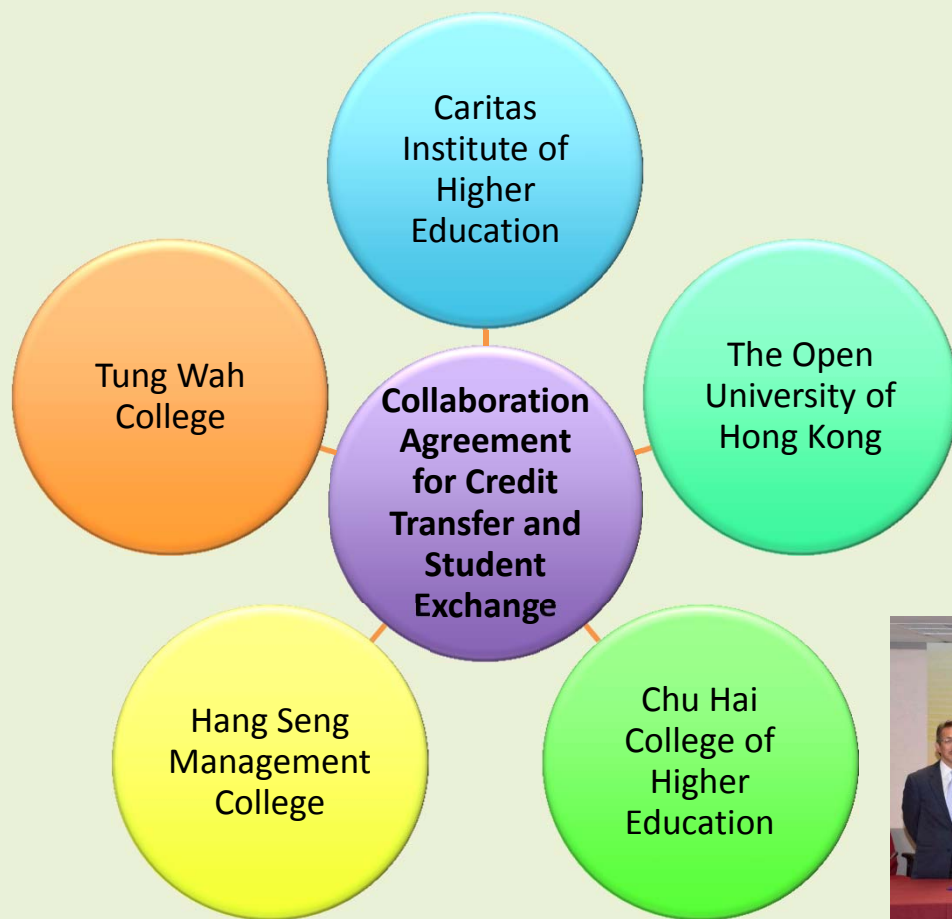 Caritas
Institute of
Higher
Education
Tung Wah
College
The Open
University of
Hong Kong
Collaboration
Agreement
for Credit
Transfer and
Student
Exchange
Hang Seng
Management
College
Chu Hai
College of
Higher
Education